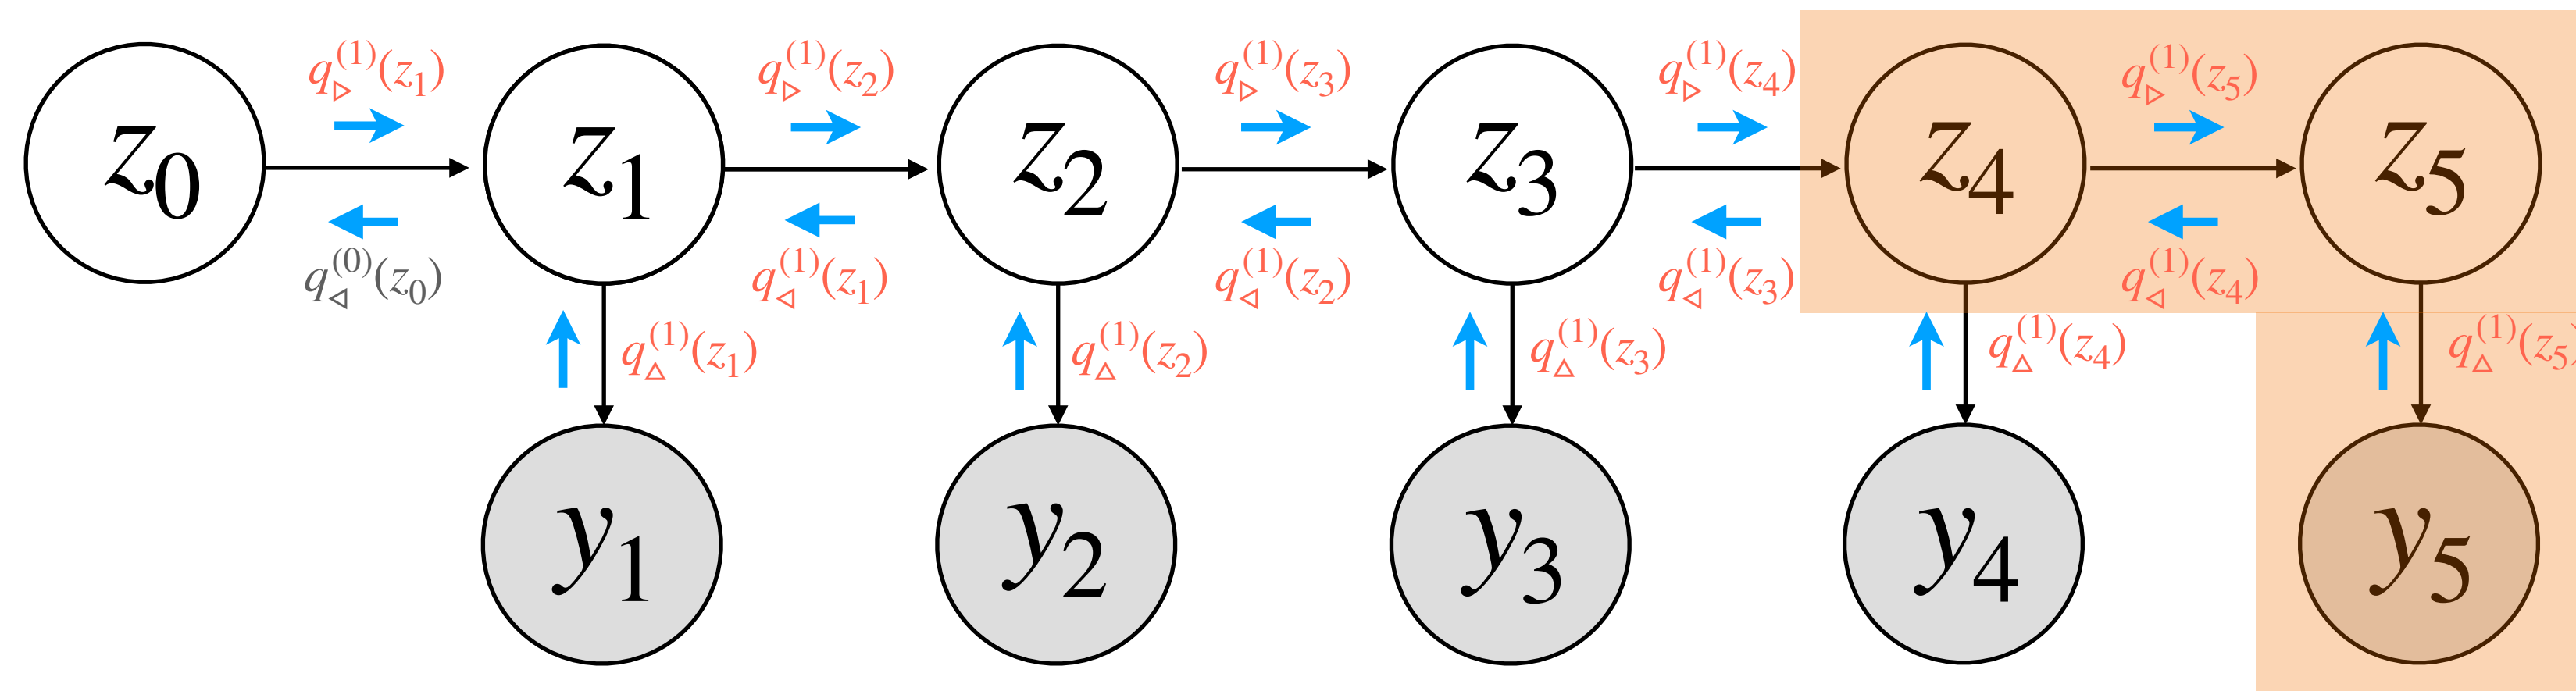 q▷^(1)(z₁) q▷^(1)(z₂) q▷^(1)(z₃) q▷^(1)(z₄) q▷^(1)(z₅)
z₀ z₁ z₂ z₃ z₄ z₅
q◁^(0)(z₀) q◁^(1)(z₁) q◁^(1)(z₂) q◁^(1)(z₃) q◁^(1)(z₄)
q△^(1)(z₁) q△^(1)(z₂) q△^(1)(z₃) q△^(1)(z₄) q△^(1)(z₅)
y₁ y₂ y₃ y₄ y₅